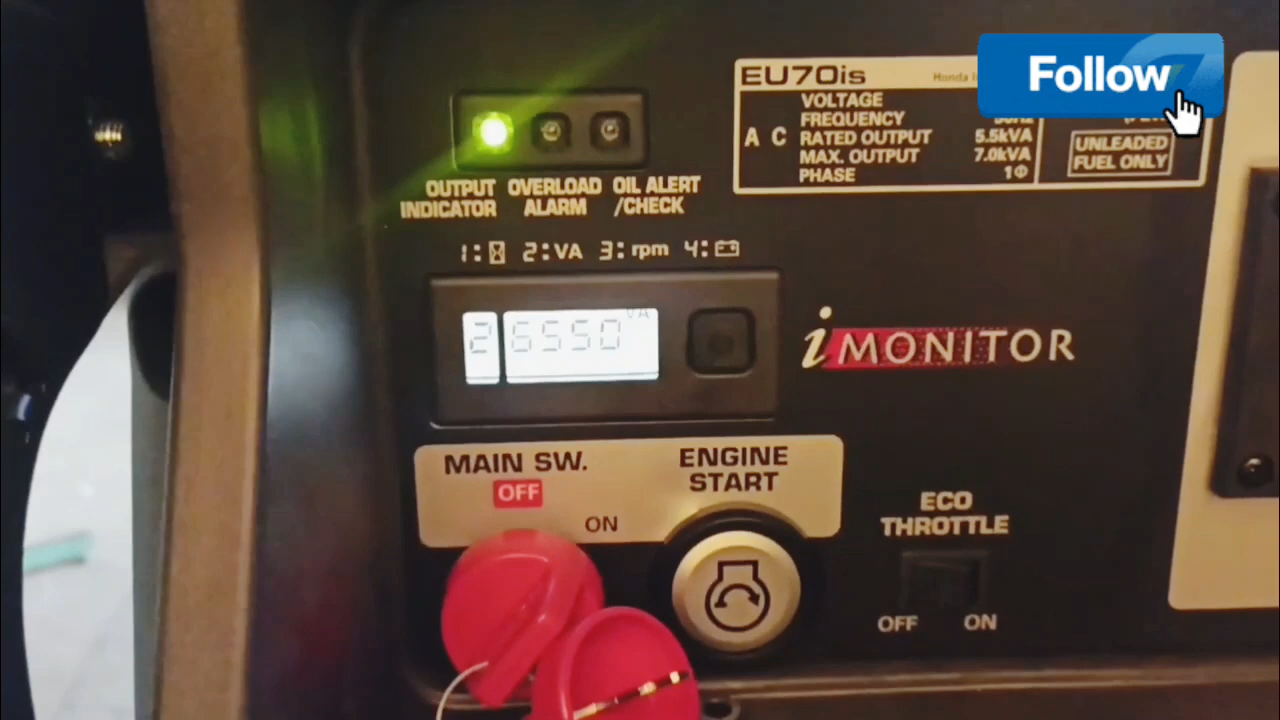 Follow
EU70is
VOLTAGE
FREQUENCY
A C RATED OUTPUT 5.5kVA
MAX. OUTPUT 7.0kVA
PHASE 1Φ
UNLEADED
FUEL ONLY
OUTPUT INDICATOR
OVERLOAD ALARM
OIL ALERT /CHECK
1: 2:VA 3:rpm 4:
2 6550 VA
i MONITOR
MAIN SW.
OFF
ON
ENGINE
START
ECO
THROTTLE
OFF ON